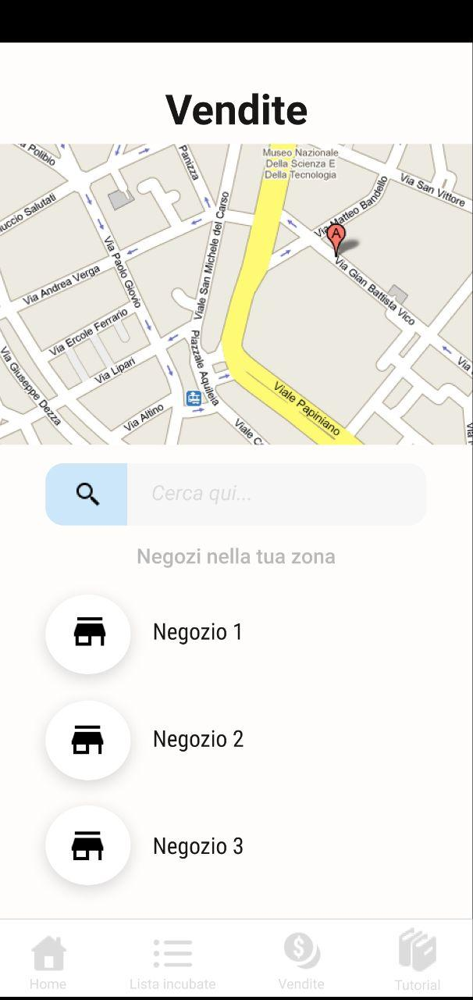 Vendite
a Polibio
Panizza
Museo Nazionale
Della Scienza E
Della Tecnologia
Via San Vittore
Via Matteo Bandello
uccio Salutati
Viale San Michele del Carso
A
Via Paolo Giovio
Via Gian Battista Vico
Via Andrea Verga
Via Ercole Ferrario
Via
Via Giuseppe Dezza
Piazzale Aquileia
Via Lipari
Viale Papiniano
Via Altino
Viale C
Cerca qui...
Negozi nella tua zona
Negozio 1
Negozio 2
Negozio 3
$
Home
Lista incubate
Vendite
Tutorial